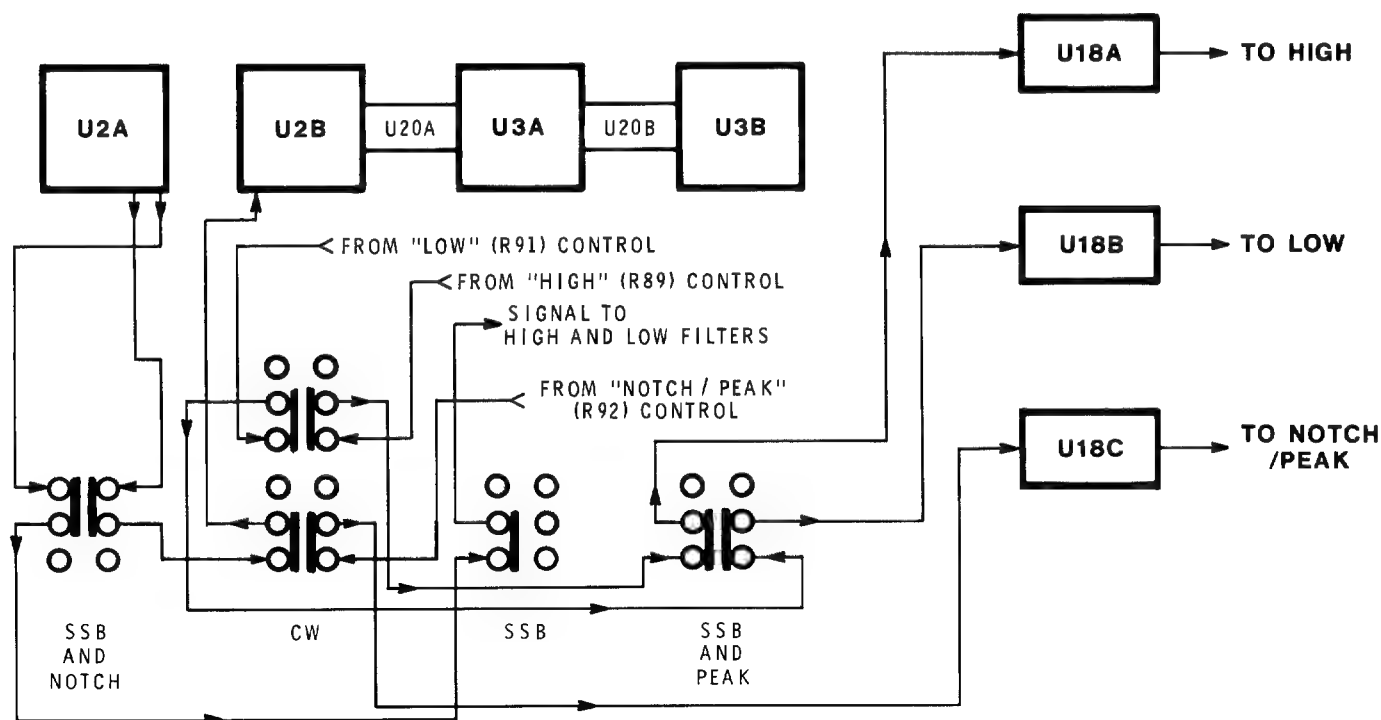 U18A
TO HIGH
U2A
U2B
U20A
U3A
U20B
U3B
U18B
TO LOW
FROM "LOW" (R91) CONTROL
FROM "HIGH" (R89) CONTROL
SIGNAL TO
HIGH AND LOW FILTERS
FROM "NOTCH / PEAK"
(R92) CONTROL
U18C
TO NOTCH
/PEAK
SSB
AND
NOTCH
CW
SSB
SSB
AND
PEAK